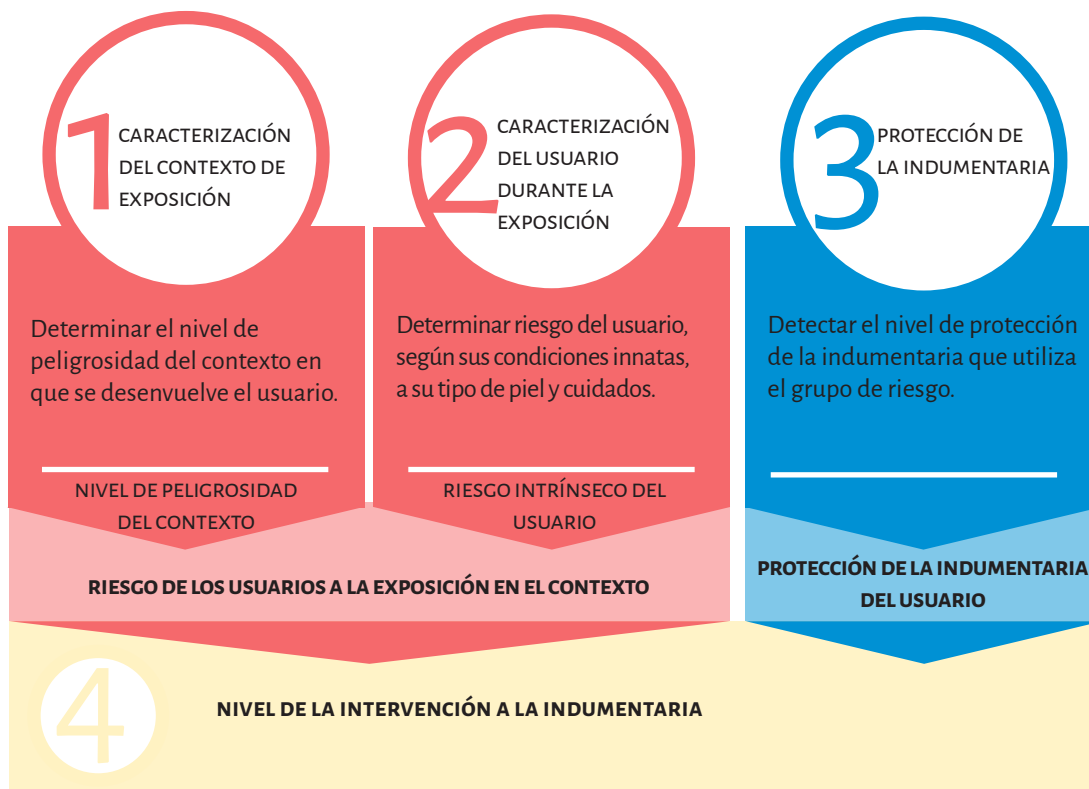 1
CARACTERIZACIÓN
DEL CONTEXTO DE
EXPOSICIÓN
Determinar el nivel de
peligrosidad del contexto en
que se desenvuelve el usuario.
NIVEL DE PELIGROSIDAD
DEL CONTEXTO
2
CARACTERIZACIÓN
DEL USUARIO
DURANTE LA
EXPOSICIÓN
Determinar riesgo del usuario,
según sus condiciones innatas,
a su tipo de piel y cuidados.
RIESGO INTRÍNSECO DEL
USUARIO
RIESGO DE LOS USUARIOS A LA EXPOSICIÓN EN EL CONTEXTO
3
PROTECCIÓN DE
LA INDUMENTARIA
Detectar el nivel de protección
de la indumentaria que utiliza
el grupo de riesgo.
PROTECCIÓN DE LA INDUMENTARIA
DEL USUARIO
4
NIVEL DE LA INTERVENCIÓN A LA INDUMENTARIA